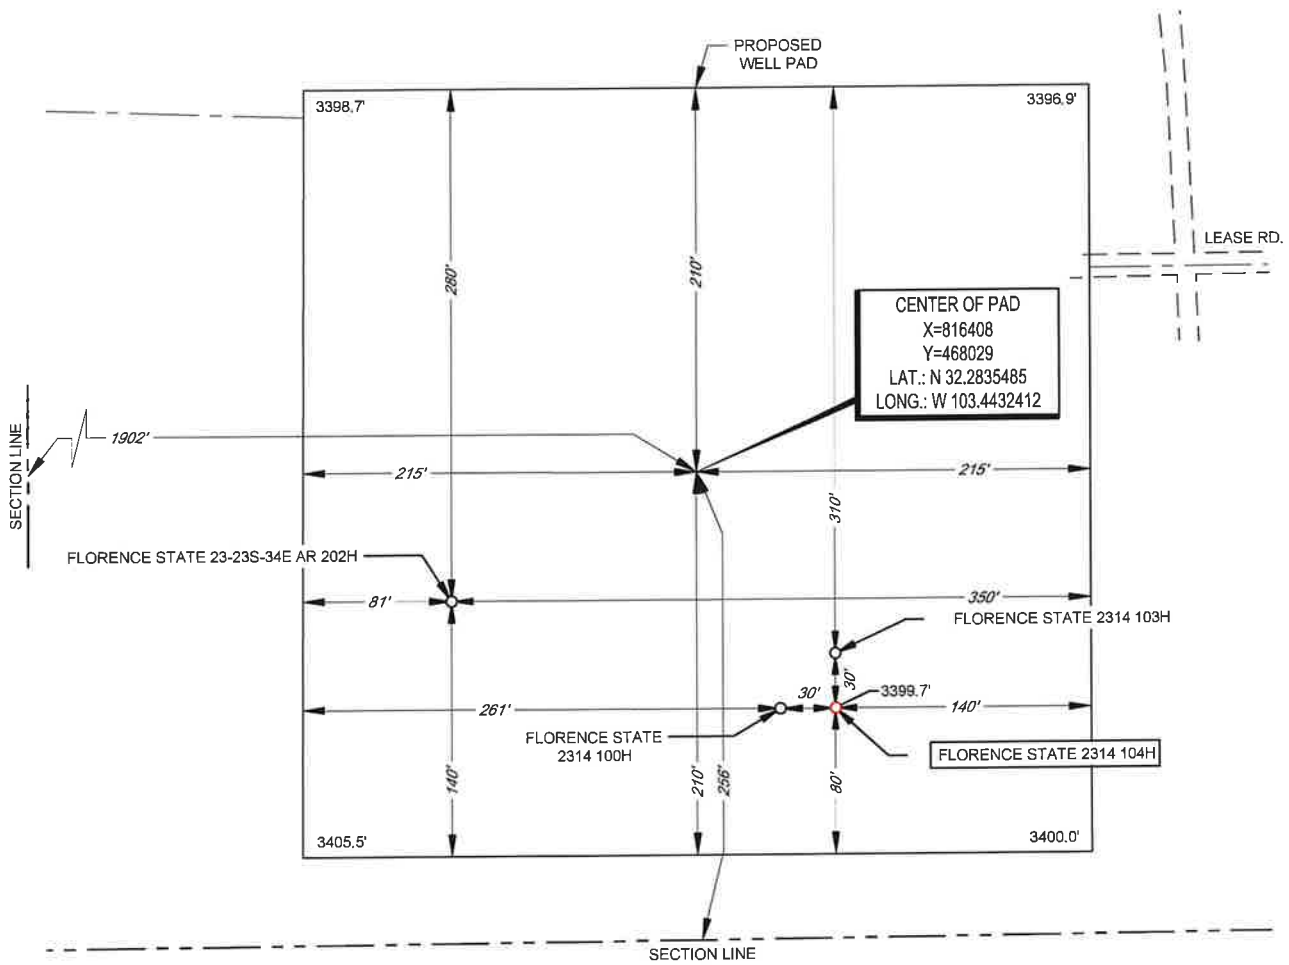 PROPOSED
WELL PAD
3398.7'
3396.9'
LEASE RD.
280'
210'
CENTER OF PAD
X=816408
Y=468029
LAT.: N 32.2835485
LONG.: W 103.4432412
SECTION LINE
1902'
215'
215'
310'
FLORENCE STATE 23-23S-34E AR 202H
81'
350'
FLORENCE STATE 2314 103H
30'
30'
3399.7'
261'
140'
FLORENCE STATE
2314 100H
FLORENCE STATE 2314 104H
140'
210'
256'
80'
3405.5'
3400.0'
SECTION LINE